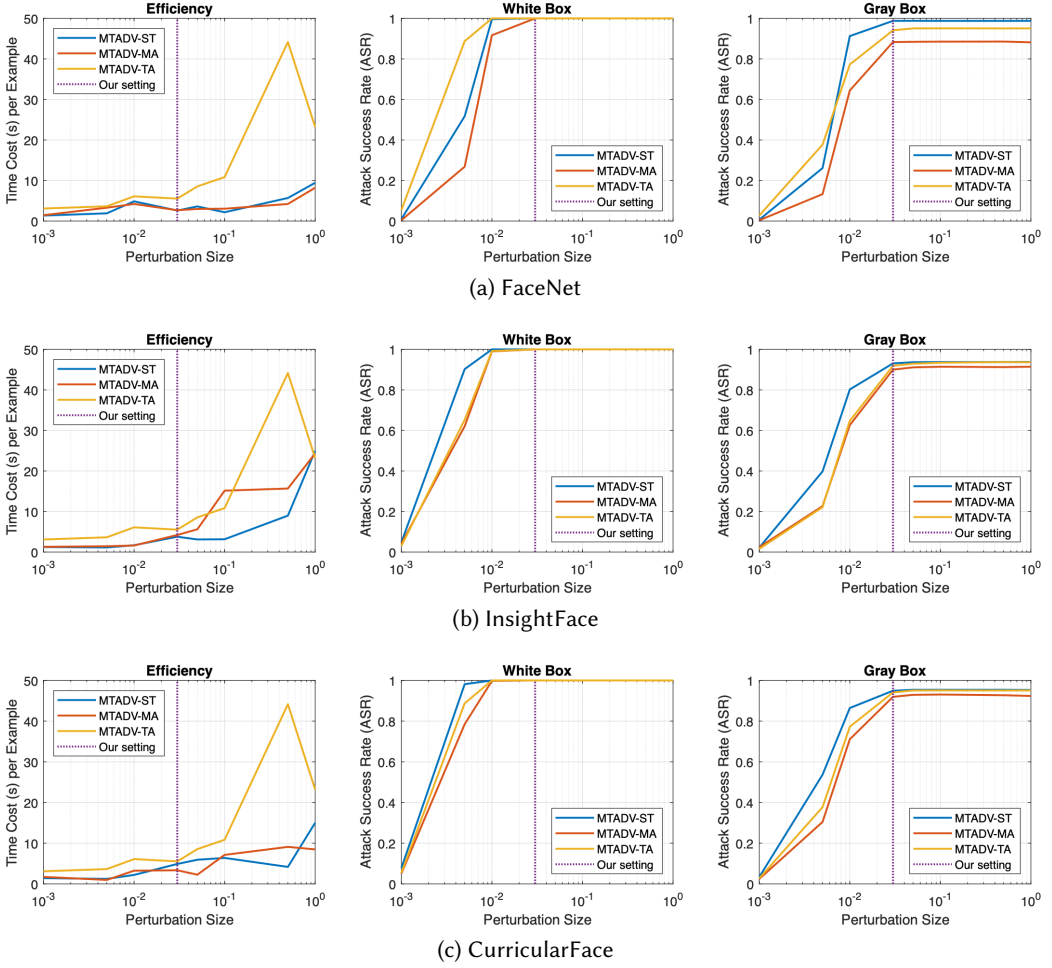 Efficiency
50
40
30
20
10
0
Time Cost (s) per Example
MTADV-ST
MTADV-MA
MTADV-TA
Our setting
10^-3
10^-2
10^-1
10^0
Perturbation Size
White Box
1
0.8
0.6
0.4
0.2
0
Attack Success Rate (ASR)
MTADV-ST
MTADV-MA
MTADV-TA
Our setting
10^-3
10^-2
10^-1
10^0
Perturbation Size
Gray Box
1
0.8
0.6
0.4
0.2
0
Attack Success Rate (ASR)
MTADV-ST
MTADV-MA
MTADV-TA
Our setting
10^-3
10^-2
10^-1
10^0
Perturbation Size
(a) FaceNet
Efficiency
50
40
30
20
10
0
Time Cost (s) per Example
MTADV-ST
MTADV-MA
MTADV-TA
Our setting
10^-3
10^-2
10^-1
10^0
Perturbation Size
White Box
1
0.8
0.6
0.4
0.2
0
Attack Success Rate (ASR)
MTADV-ST
MTADV-MA
MTADV-TA
Our setting
10^-3
10^-2
10^-1
10^0
Perturbation Size
Gray Box
1
0.8
0.6
0.4
0.2
0
Attack Success Rate (ASR)
MTADV-ST
MTADV-MA
MTADV-TA
Our setting
10^-3
10^-2
10^-1
10^0
Perturbation Size
(b) InsightFace
Efficiency
50
40
30
20
10
0
Time Cost (s) per Example
MTADV-ST
MTADV-MA
MTADV-TA
Our setting
10^-3
10^-2
10^-1
10^0
Perturbation Size
White Box
1
0.8
0.6
0.4
0.2
0
Attack Success Rate (ASR)
MTADV-ST
MTADV-MA
MTADV-TA
Our setting
10^-3
10^-2
10^-1
10^0
Perturbation Size
Gray Box
1
0.8
0.6
0.4
0.2
0
Attack Success Rate (ASR)
MTADV-ST
MTADV-MA
MTADV-TA
Our setting
10^-3
10^-2
10^-1
10^0
Perturbation Size
(c) CurricularFace